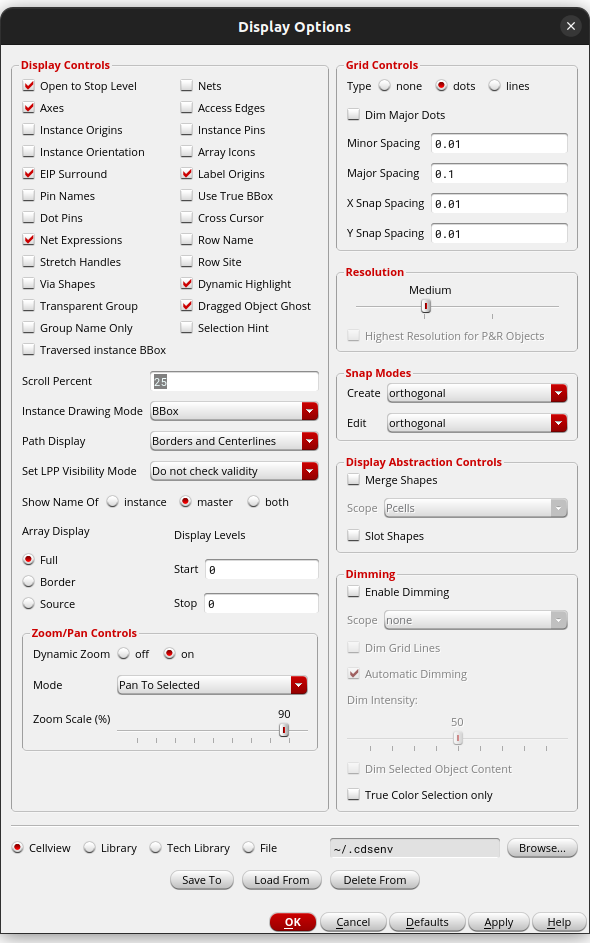 Display Options
Display Controls
Open to Stop Level
Nets
Axes
Access Edges
Instance Origins
Instance Pins
Instance Orientation
Array Icons
EIP Surround
Label Origins
Pin Names
Use True BBox
Dot Pins
Cross Cursor
Net Expressions
Row Name
Stretch Handles
Row Site
Via Shapes
Dynamic Highlight
Transparent Group
Dragged Object Ghost
Group Name Only
Selection Hint
Traversed instance BBox
Scroll Percent 25
Instance Drawing Mode BBox
Path Display Borders and Centerlines
Set LPP Visibility Mode Do not check validity
Show Name Of instance master both
Array Display
Full
Border
Source
Display Levels
Start 0
Stop 0
Zoom/Pan Controls
Dynamic Zoom off on
Mode Pan To Selected
90
Zoom Scale (%)
Grid Controls
Type none dots lines
Dim Major Dots
Minor Spacing 0.01
Major Spacing 0.1
X Snap Spacing 0.01
Y Snap Spacing 0.01
Resolution
Medium
Highest Resolution for P&R Objects
Snap Modes
Create orthogonal
Edit orthogonal
Display Abstraction Controls
Merge Shapes
Scope Pcells
Slot Shapes
Dimming
Enable Dimming
Scope none
Dim Grid Lines
Automatic Dimming
Dim Intensity:
50
Dim Selected Object Content
True Color Selection only
Cellview Library Tech Library File ~/.cdsenv Browse...
Save To Load From Delete From
OK Cancel Defaults Apply Help